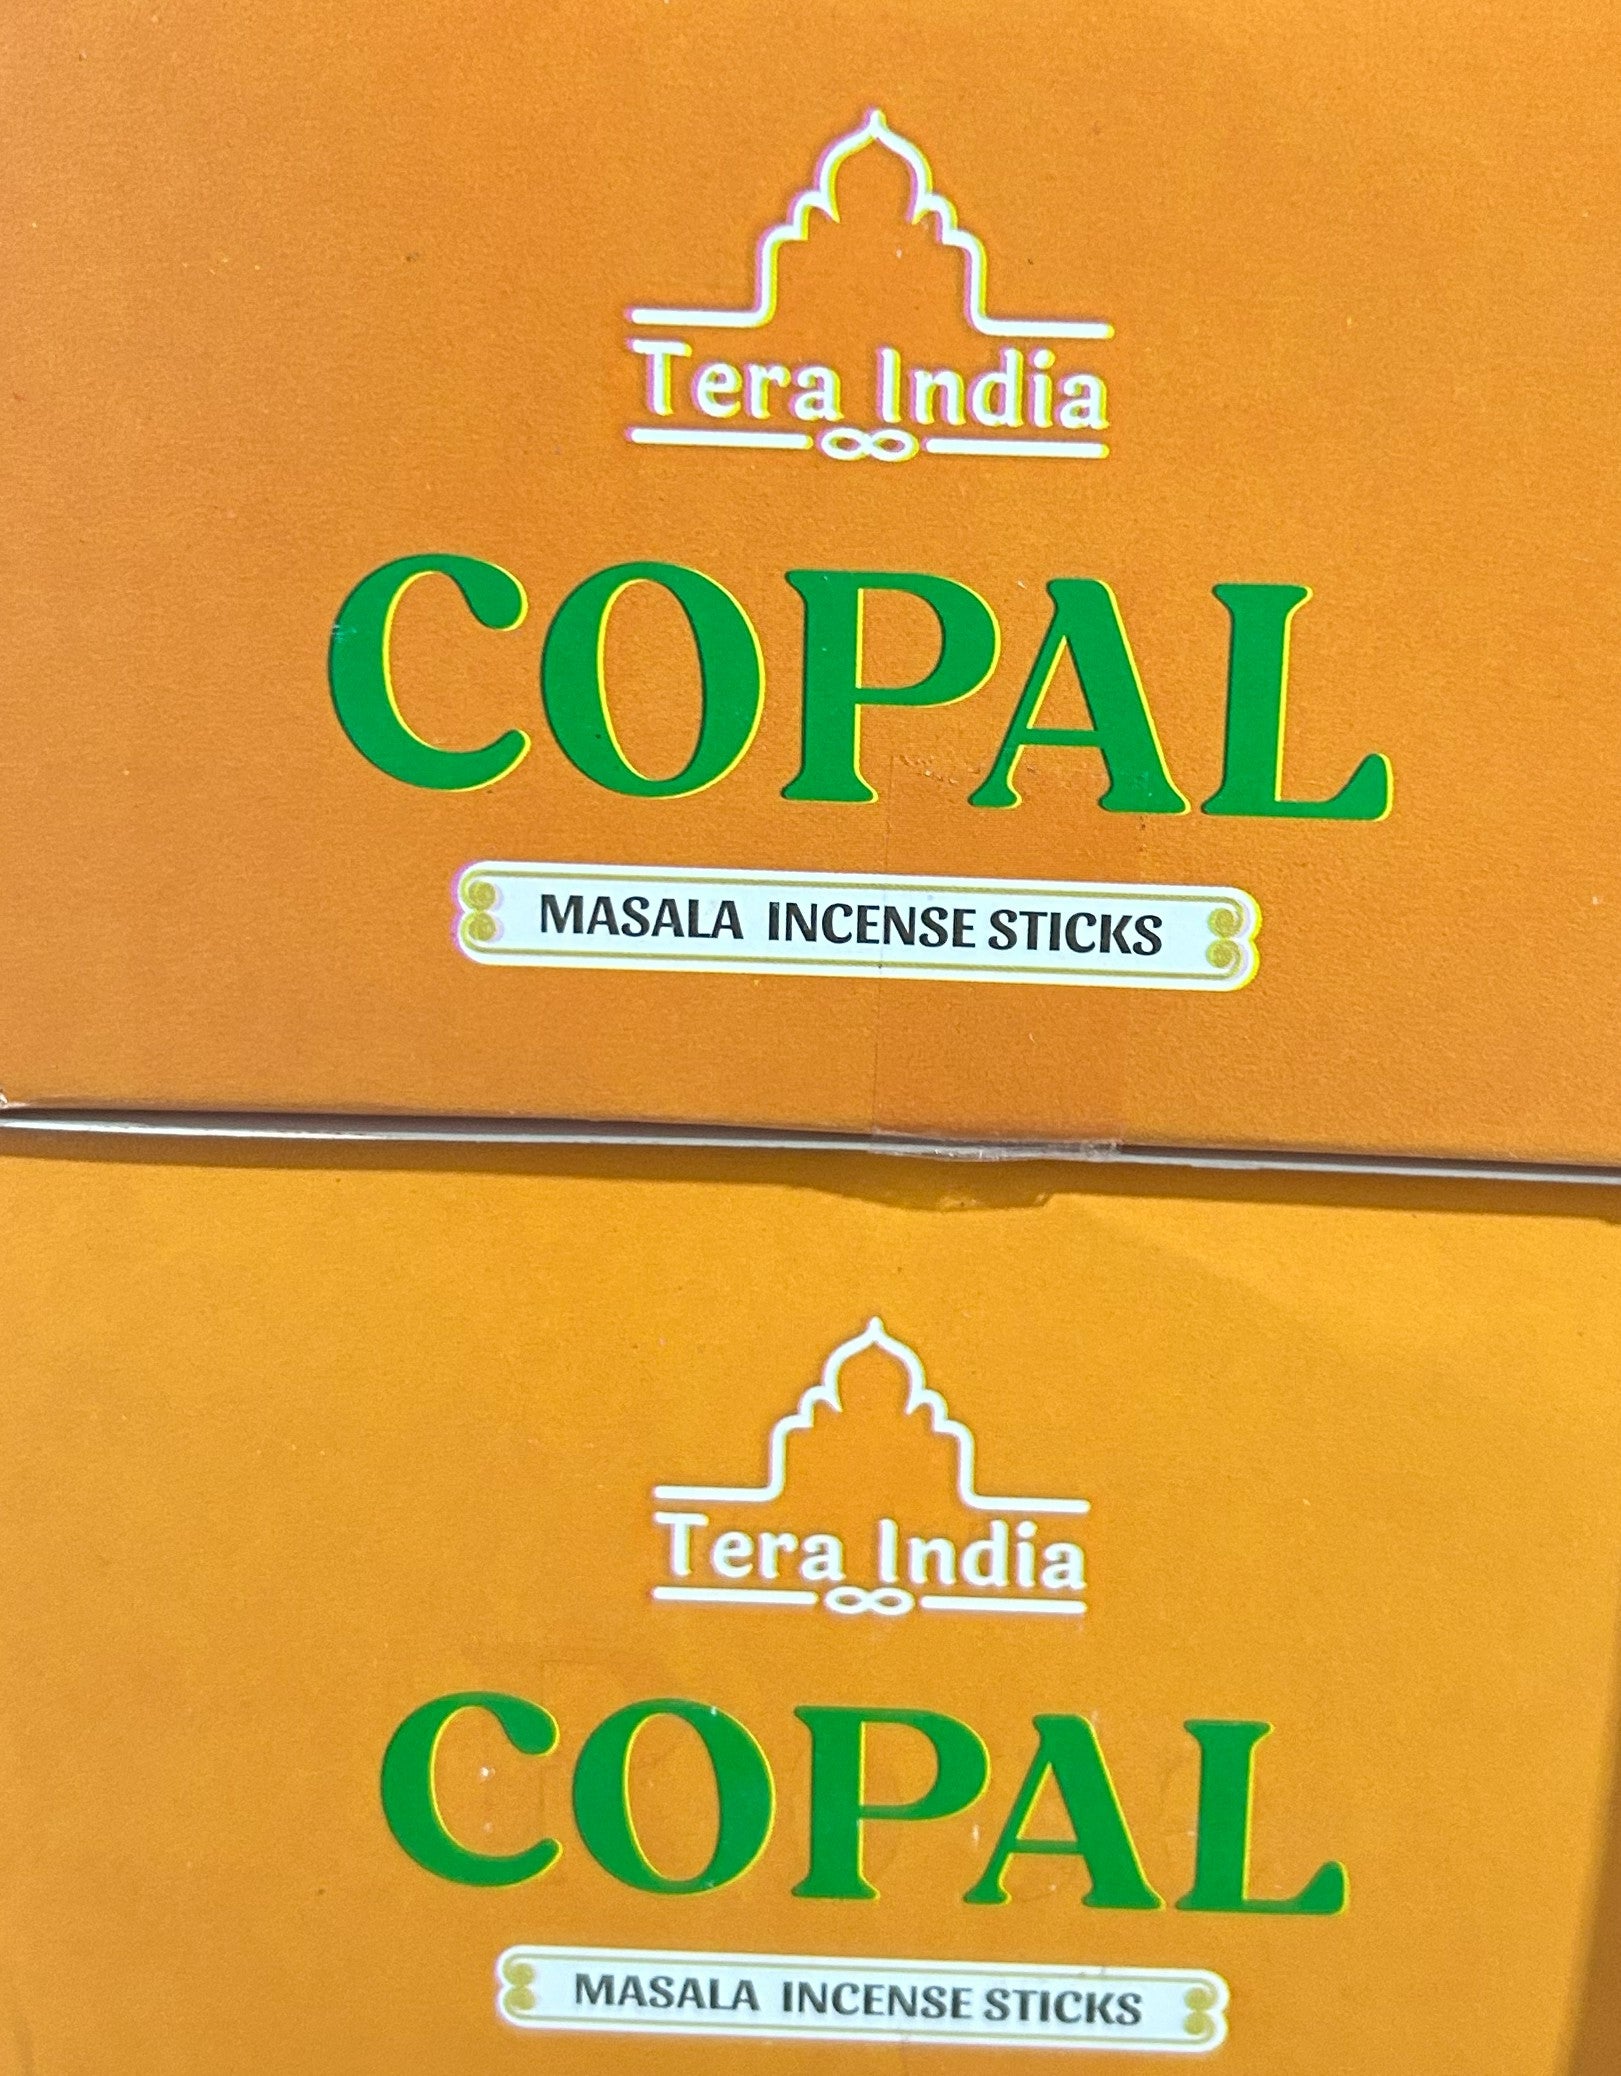 Tera India
COPAL
MASALA INCENSE STICKS
Tera India
COPAL
MASALA INCENSE STICKS